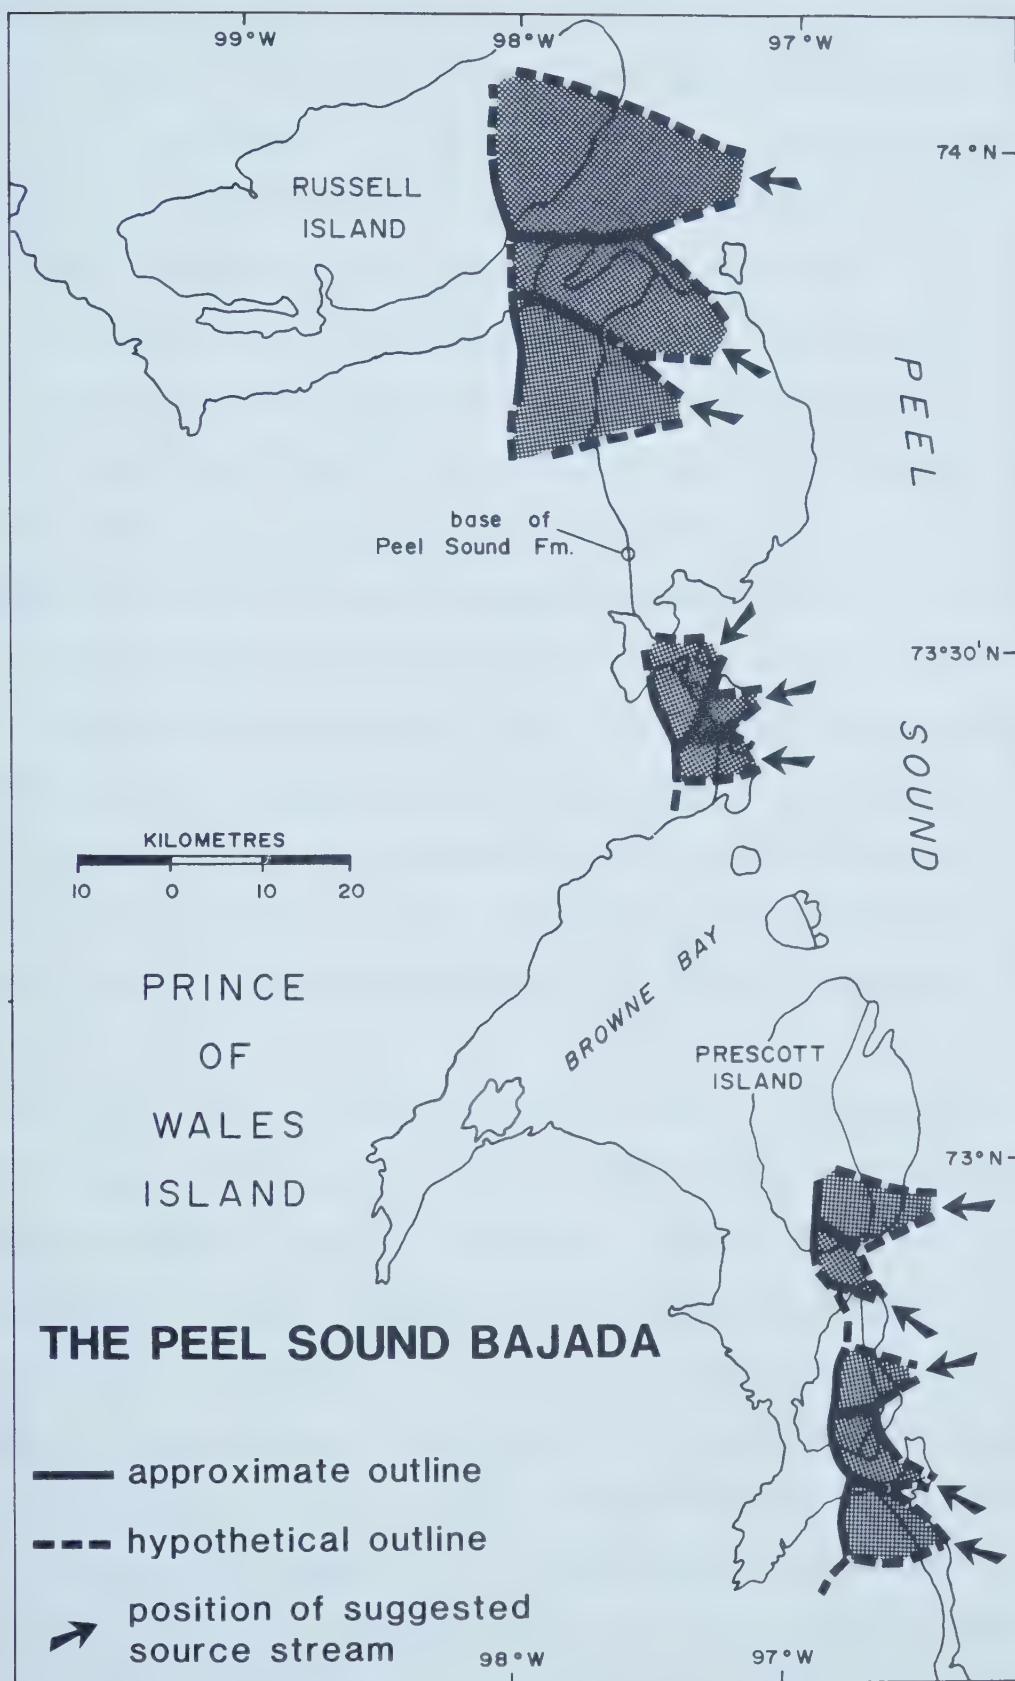 99°W
98°W
97°W
74°N
RUSSELL
ISLAND
PEEL
SOUND
base of
Peel Sound Fm.
73°30'N
KILOMETRES
10 0 10 20
PRINCE
OF
WALES
ISLAND
BROWNE BAY
PRESCOTT
ISLAND
73°N
THE PEEL SOUND BAJADA
approximate outline
hypothetical outline
position of suggested
source stream
98°W
97°W